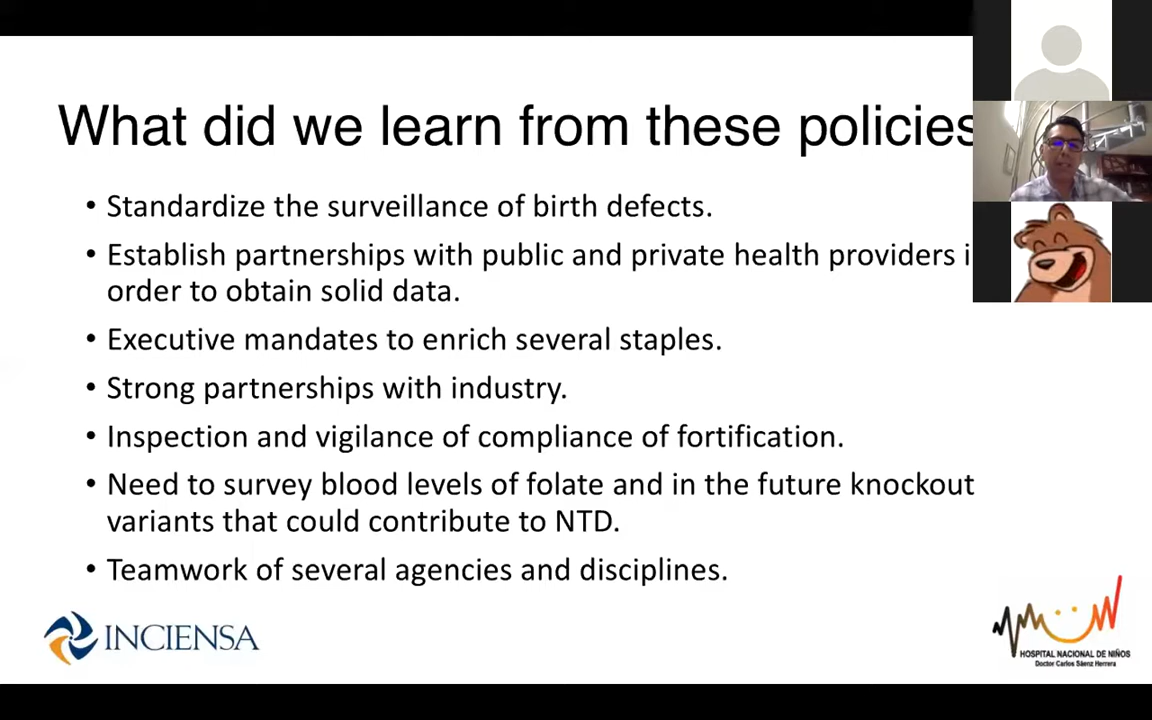 What did we learn from these policies
• Standardize the surveillance of birth defects.
• Establish partnerships with public and private health providers i
order to obtain solid data.
• Executive mandates to enrich several staples.
• Strong partnerships with industry.
• Inspection and vigilance of compliance of fortification.
• Need to survey blood levels of folate and in the future knockout
variants that could contribute to NTD.
• Teamwork of several agencies and disciplines.
INCIENSA
HOSPITAL NACIONAL DE NIÑOS
Doctor Carlos Sáenz Herrera